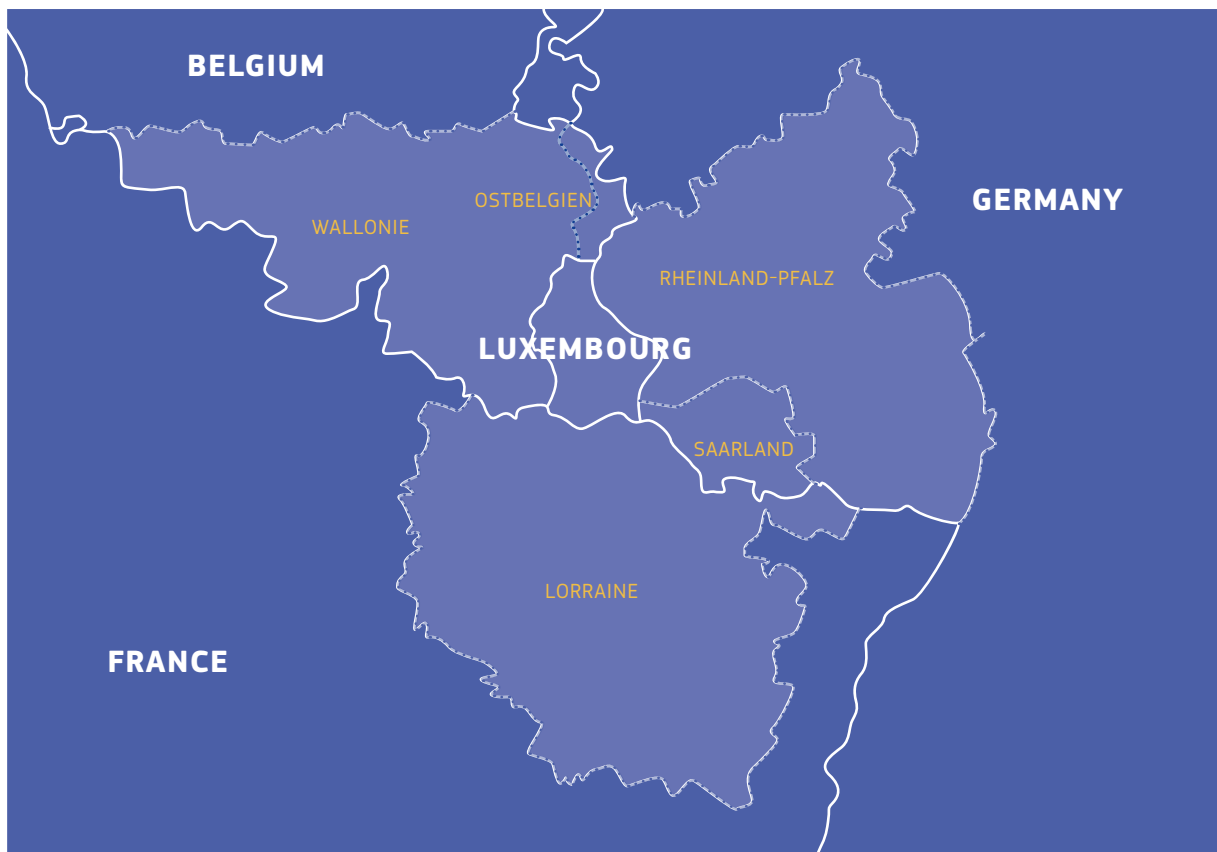 BELGIUM
GERMANY
OSTBELGIEN
WALLONIE
RHEINLAND-PFALZ
LUXEMBOURG
SAARLAND
LORRAINE
FRANCE